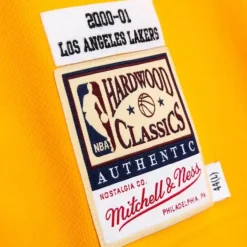 2000-01
LOS ANGELES LAKERS
HARDWOOD
NBA
CLASSICS
AUTHENTIC
NOSTALGIA CO.
Mitchell & Ness
PHILADELPHIA, PA.
44(L)